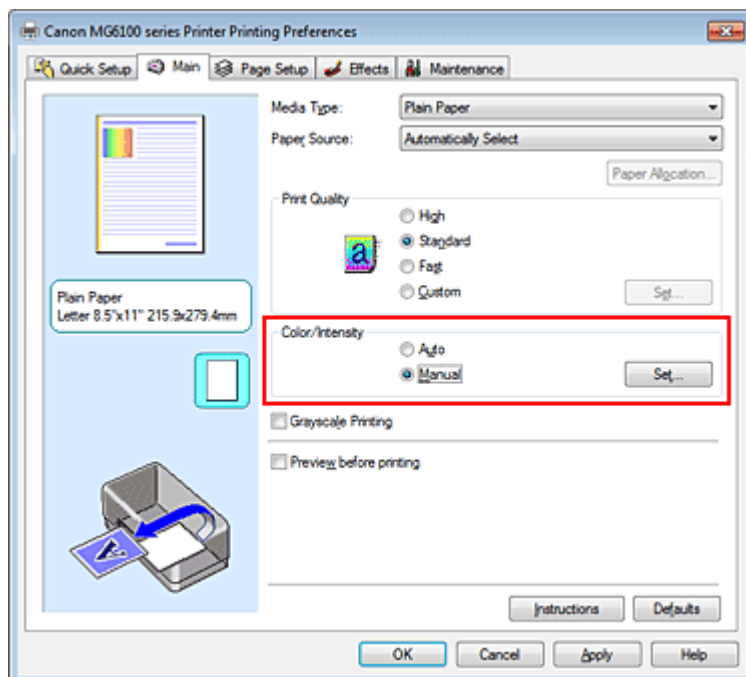 Canon MG6100 series Printer Printing Preferences
Quick Setup Main Page Setup Effects Maintenance
Media Type: Plain Paper
Paper Source: Automatically Select
Paper Allocation...
Print Quality
High
a
Standard
Fast
Custom Set...
Plain Paper
Letter 8.5"x11" 215.9x279.4mm
Color/Intensity
Auto
Manual Set...
Grayscale Printing
Preview before printing
A
Instructions Defaults
OK Cancel Apply Help